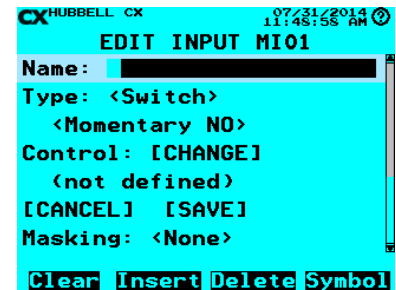 CX HUBBELL CX 07/31/2014 ?
11:48:58 AM
EDIT INPUT MI01
Name:
Type: <Switch>
<Momentary NO>
Control: [CHANGE]
(not defined)
[CANCEL] [SAVE]
Masking: <None>
Clear Insert Delete Symbol